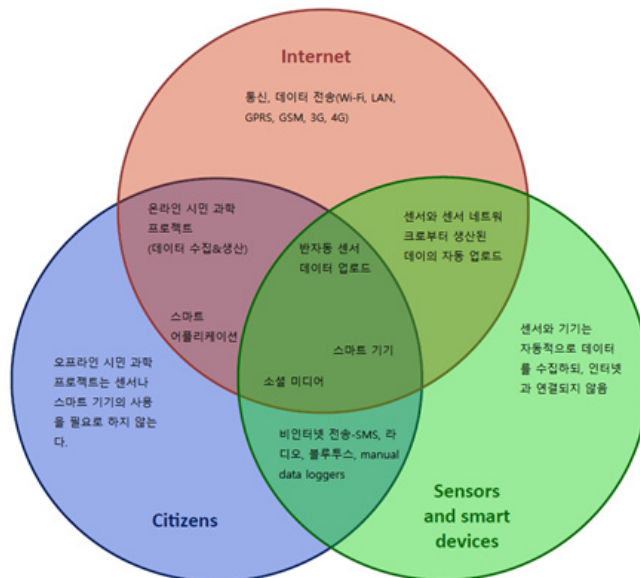 Internet
통신, 데이터 전송(Wi-Fi, LAN,
GPRS, GSM, 3G, 4G)
온라인 시민 과학
프로젝트
(데이터 수집&생산)
반자동 센서
데이터 업로드
센서와 센서 네트워
크로부터 생산된
데이의 자동 업로드
스마트
어플리케이션
스마트 기기
소셜 미디어
오프라인 시민 과학
프로젝트는 센서나
스마트 기기의 사용
을 필요로 하지 않는
다.
센서와 기기는
자동적으로 데이터
를 수집하되, 인터넷
과 연결되지 않음
비인터넷 전송-SMS, 라
디오, 블루투스, manual
data loggers
Citizens
Sensors
and smart
devices